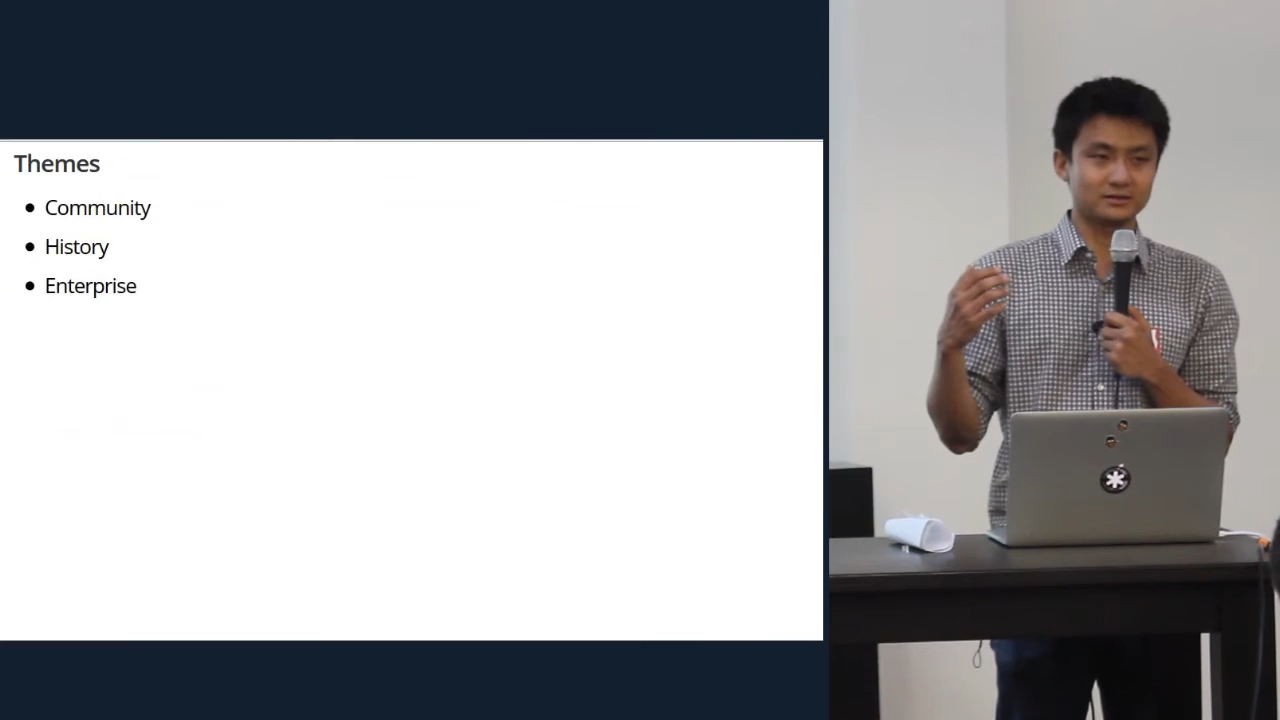 Themes
• Community
• History
• Enterprise